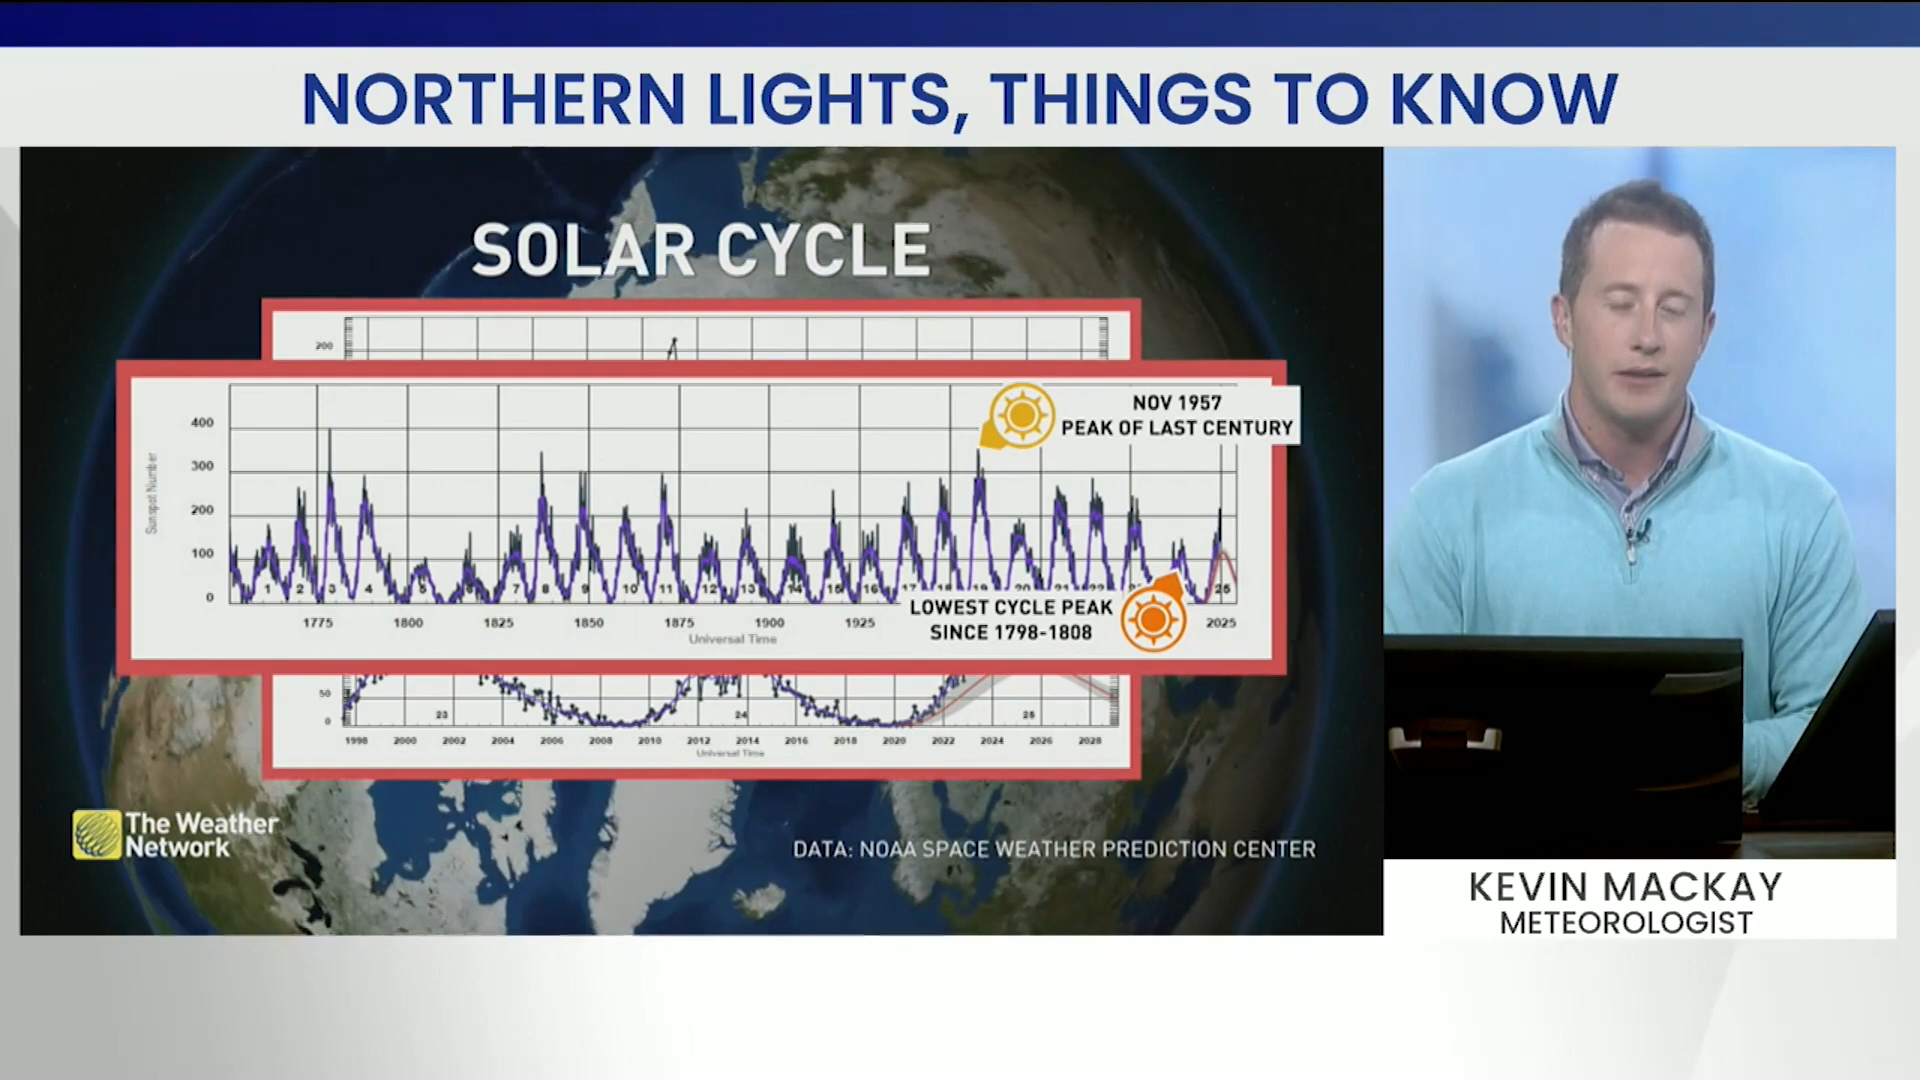 NORTHERN LIGHTS, THINGS TO KNOW
SOLAR CYCLE
200
NOV 1957
PEAK OF LAST CENTURY
400
300
200
100
0
Sunspot Number
1 2 3 4 5 6 7 8 9 10 11 12 13 14 15 16 17 18 19 20 22 25
LOWEST CYCLE PEAK
SINCE 1798-1808
1775 1800 1825 1850 1875 1900 1925 2025
Universal Time
50
0
23 24 25
1998 2000 2002 2004 2006 2008 2010 2012 2014 2016 2018 2020 2022 2024 2026 2028
Universal Time
The Weather
Network
DATA: NOAA SPACE WEATHER PREDICTION CENTER
KEVIN MACKAY
METEOROLOGIST